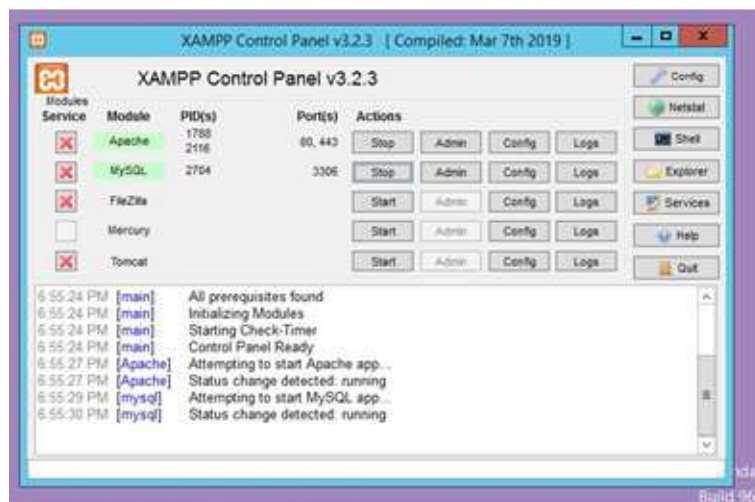 XAMPP Control Panel v3.2.3 [ Compiled: Mar 7th 2019 ]
XAMPP Control Panel v3.2.3
Config
Modules
Service Module PID(s) Port(s) Actions
Netstat
Apache 1788 2116 80, 443 Stop Admin Config Logs
Shell
MySQL 2704 3306 Stop Admin Config Logs
Explorer
FileZilla Start Admin Config Logs
Services
Mercury Start Admin Config Logs
Help
Tomcat Start Admin Config Logs
Quit
6:55:24 PM [main] All prerequisites found
6:55:24 PM [main] Initializing Modules
6:55:24 PM [main] Starting Check-Timer
6:55:24 PM [main] Control Panel Ready
6:55:27 PM [Apache] Attempting to start Apache app...
6:55:27 PM [Apache] Status change detected: running
6:55:29 PM [mysql] Attempting to start MySQL app...
6:55:30 PM [mysql] Status change detected: running
Build